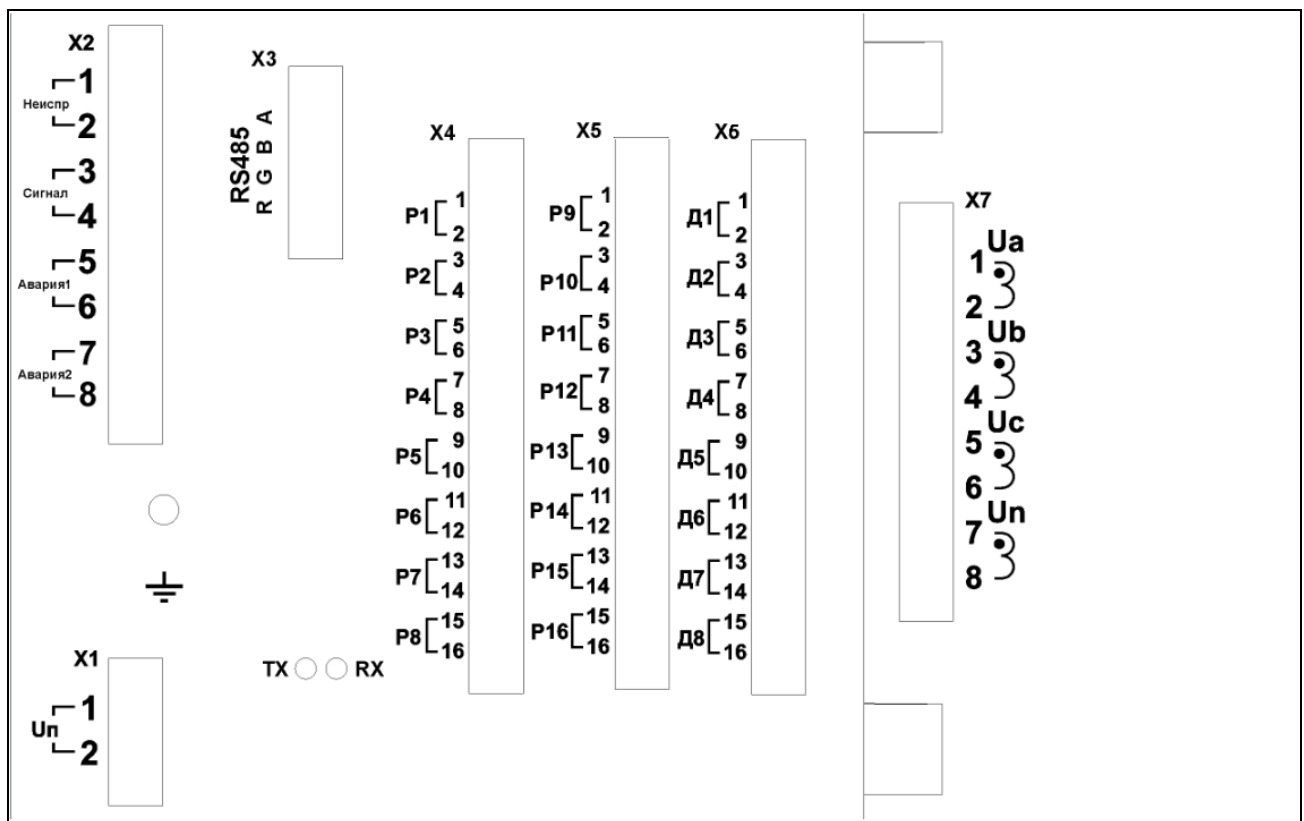 X2
1
Неиспр
2
3
Сигнал
4
5
Авария1
6
7
Авария2
8
X1
1
Uп
2
X3
RS485
R G B A
TX RX
X4
P1 1
2
P2 3
4
P3 5
6
P4 7
8
P5 9
10
P6 11
12
P7 13
14
P8 15
16
X5
P9 1
2
P10 3
4
P11 5
6
P12 7
8
P13 9
10
P14 11
12
P15 13
14
P16 15
16
X6
Д1 1
2
Д2 3
4
Д3 5
6
Д4 7
8
Д5 9
10
Д6 11
12
Д7 13
14
Д8 15
16
X7
Ua
1
2
Ub
3
4
Uc
5
6
Un
7
8